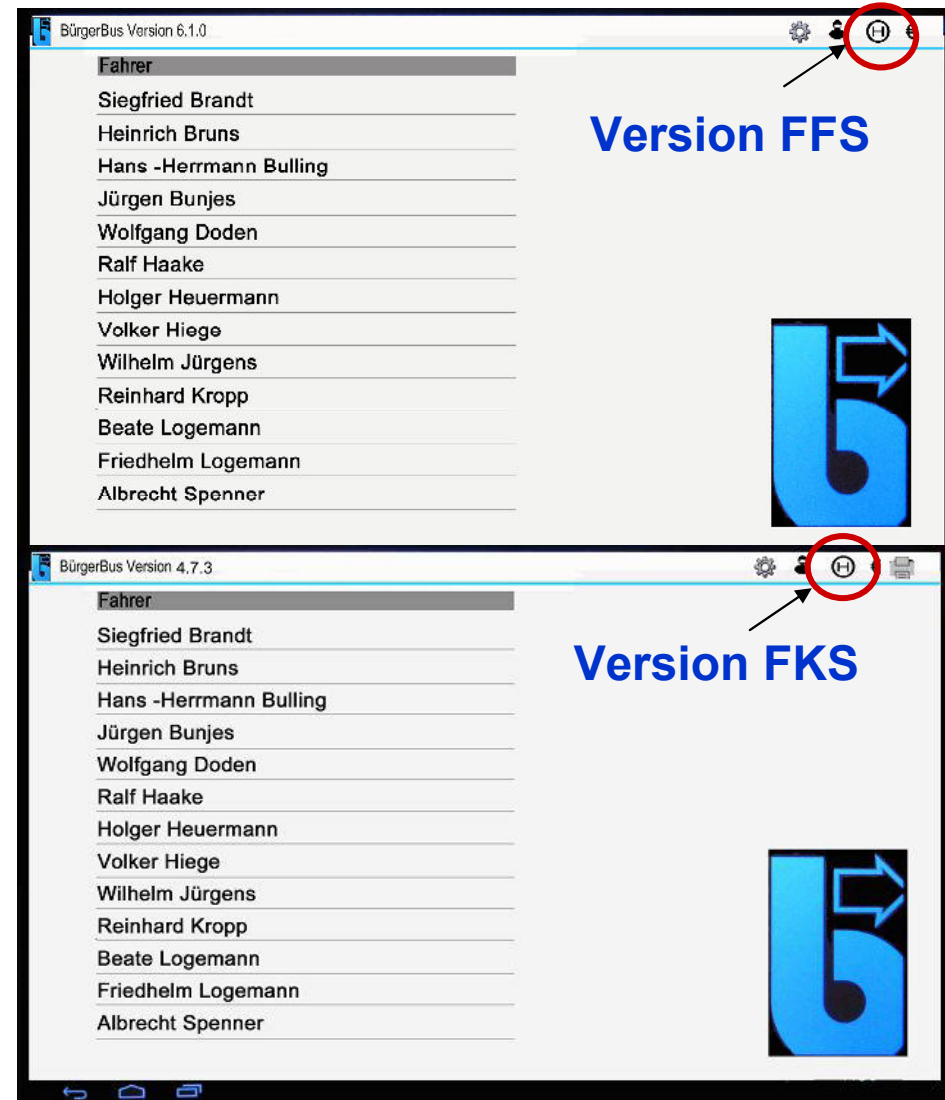 BürgerBus Version 6.1.0
Fahrer
Siegfried Brandt
Version FFS
Heinrich Bruns
Hans -Herrmann Bulling
Jürgen Bunjes
Wolfgang Doden
Ralf Haake
Holger Heuermann
Volker Hiege
Wilhelm Jürgens
Reinhard Kropp
Beate Logemann
Friedhelm Logemann
Albrecht Spenner
BürgerBus Version 4.7.3
Fahrer
Siegfried Brandt
Version FKS
Heinrich Bruns
Hans -Herrmann Bulling
Jürgen Bunjes
Wolfgang Doden
Ralf Haake
Holger Heuermann
Volker Hiege
Wilhelm Jürgens
Reinhard Kropp
Beate Logemann
Friedhelm Logemann
Albrecht Spenner